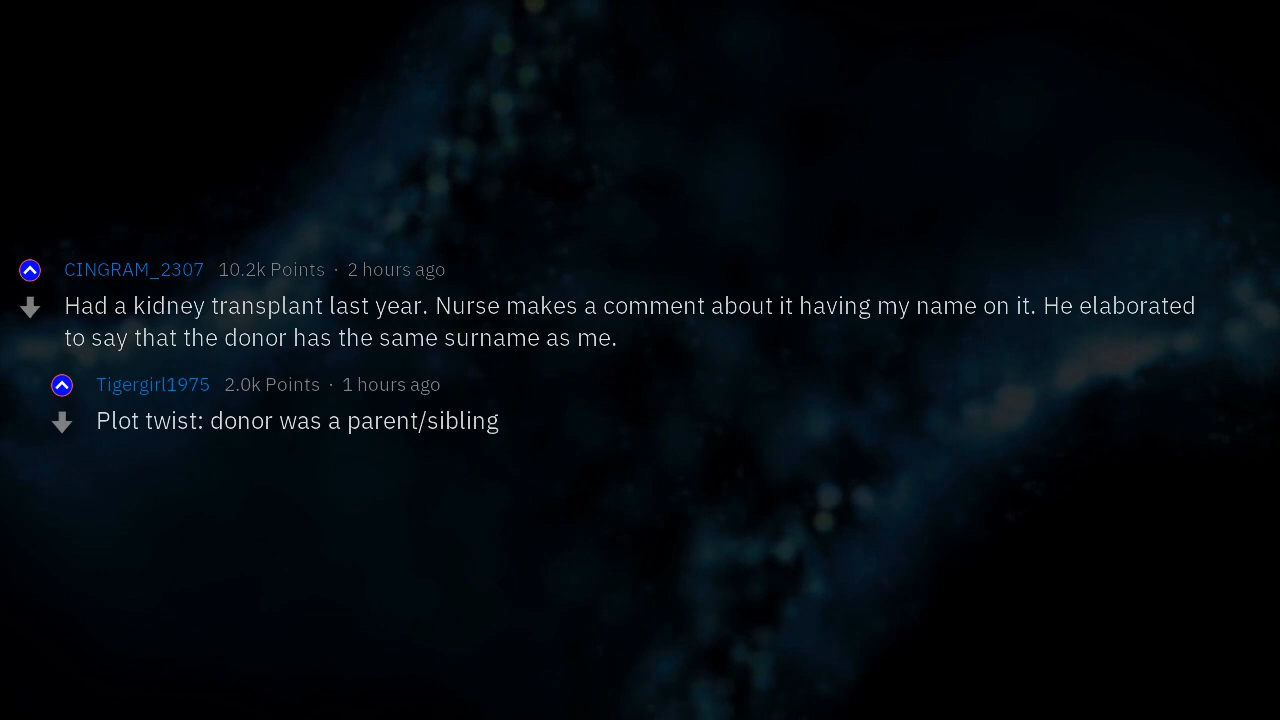 CINGRAM_2307 10.2k Points · 2 hours ago
Had a kidney transplant last year. Nurse makes a comment about it having my name on it. He elaborated
to say that the donor has the same surname as me.
Tigergirl1975 2.0k Points · 1 hours ago
Plot twist: donor was a parent/sibling